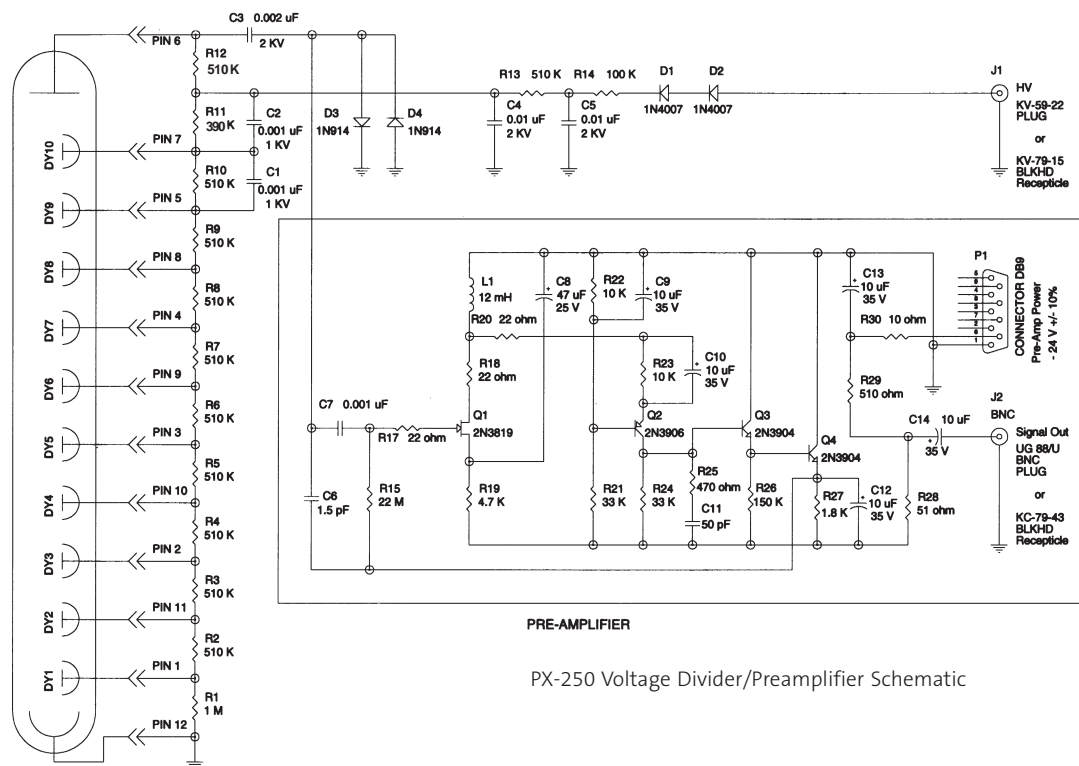 C3 0.002 uF
2 KV
PIN 6
R12
510 K
R13 510 K
R14 100 K
D1
1N4007
D2
1N4007
J1
HV
KV-59-22
PLUG
or
KV-79-15
BLKHD
Recepticle
R11
390 K
C2
0.001 uF
1 KV
D3
1N914
D4
1N914
C4
0.01 uF
2 KV
C5
0.01 uF
2 KV
DY10
PIN 7
R10
510 K
C1
0.001 uF
1 KV
DY9
PIN 5
R9
510 K
DY8
PIN 8
R8
510 K
DY7
PIN 4
R7
510 K
DY6
PIN 9
R6
510 K
DY5
PIN 3
R5
510 K
DY4
PIN 10
R4
510 K
DY3
PIN 2
R3
510 K
DY2
PIN 11
R2
510 K
DY1
PIN 1
R1
1 M
PIN 12
L1
12 mH
C8
47 uF
25 V
R22
10 K
C9
10 uF
35 V
C13
10 uF
35 V
P1
5
9
4
8
3
7
2
6
1
CONNECTOR DB9
Pre-Amp Power
- 24 V +/- 10%
R20 22 ohm
R30 10 ohm
R18
22 ohm
R23
10 K
C10
10 uF
35 V
R29
510 ohm
C7 0.001 uF
R17 22 ohm
Q1
2N3819
Q2
2N3906
Q3
2N3904
Q4
2N3904
C14 10 uF
35 V
J2
BNC
Signal Out
UG 88/U
BNC
PLUG
or
KC-79-43
BLKHD
Recepticle
C6
1.5 pF
R15
22 M
R19
4.7 K
R21
33 K
R24
33 K
R25
470 ohm
C11
50 pF
R26
150 K
R27
1.8 K
C12
10 uF
35 V
R28
51 ohm
PRE-AMPLIFIER
PX-250 Voltage Divider/Preamplifier Schematic